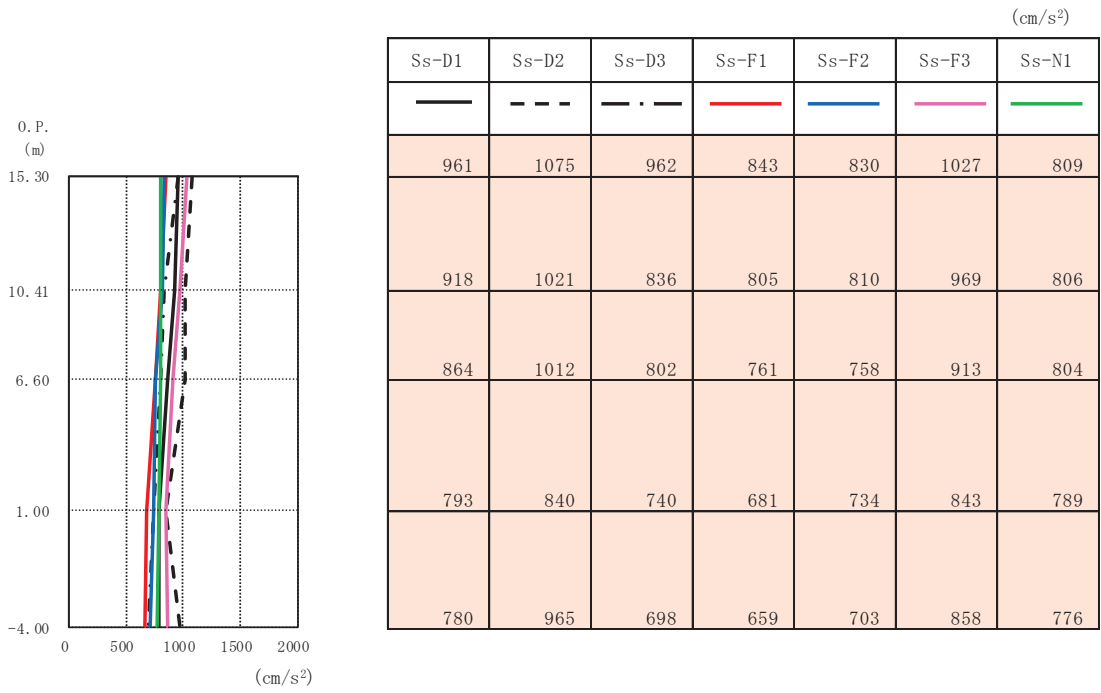 (cm/s²)
Ss-D1 Ss-D2 Ss-D3 Ss-F1 Ss-F2 Ss-F3 Ss-N1
O.P.
(m)
961 1075 962 843 830 1027 809
15.30
918 1021 836 805 810 969 806
10.41
864 1012 802 761 758 913 804
6.60
793 840 740 681 734 843 789
1.00
780 965 698 659 703 858 776
-4.00
0 500 1000 1500 2000
(cm/s²)